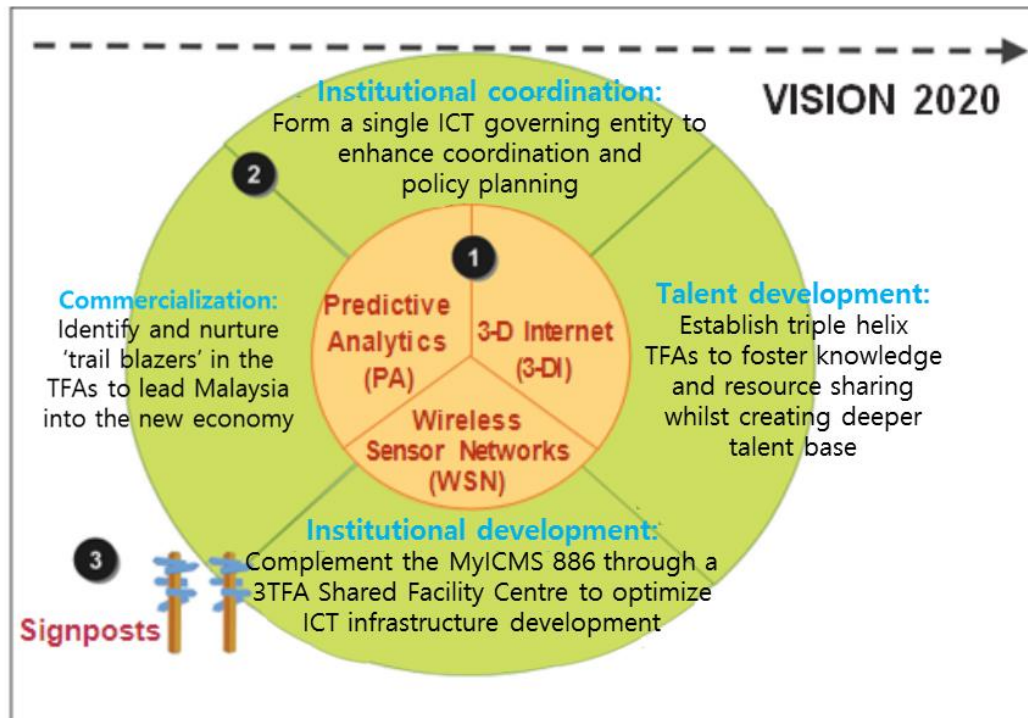 VISION 2020
Institutional coordination:
Form a single ICT governing entity to
enhance coordination and
policy planning
2
1
Predictive
Analytics
(PA)
3-D Internet
(3-DI)
Wireless
Sensor Networks
(WSN)
Commercialization:
Identify and nurture
‘trail blazers’ in the
TFAs to lead Malaysia
into the new economy
Talent development:
Establish triple helix
TFAs to foster knowledge
and resource sharing
whilst creating deeper
talent base
Institutional development:
Complement the MyICMS 886 through a
3TFA Shared Facility Centre to optimize
ICT infrastructure development
3
Signposts